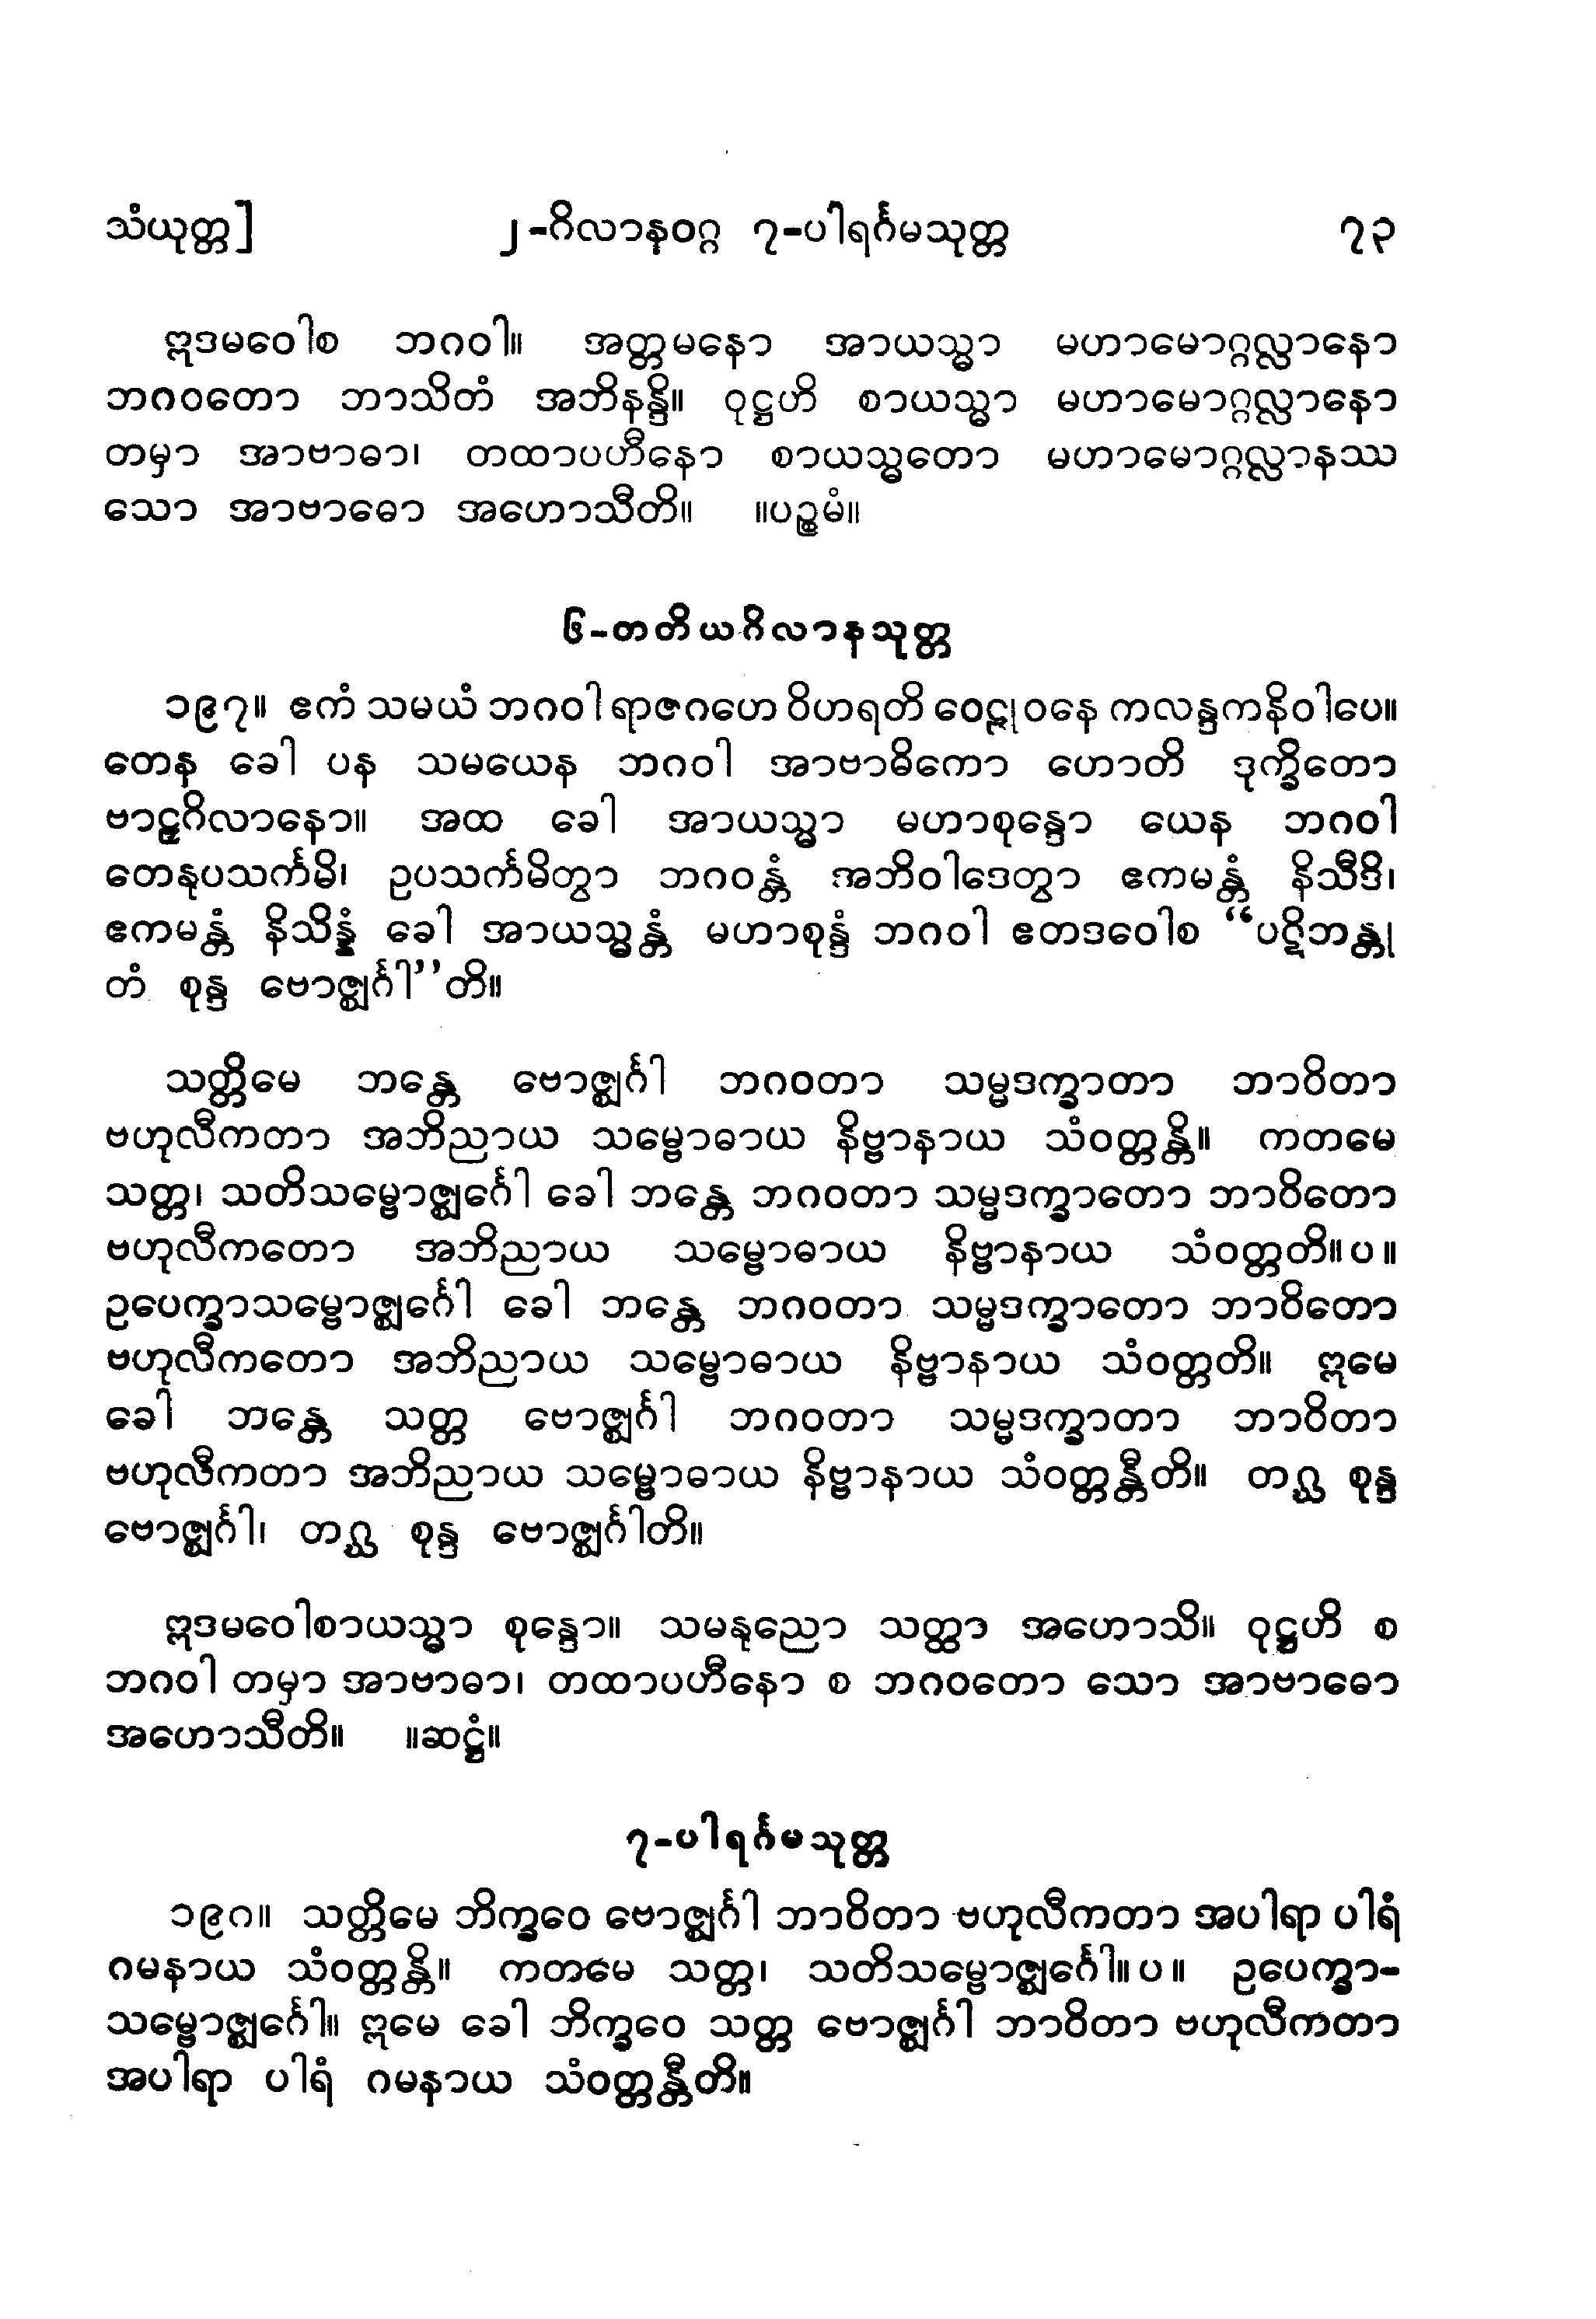 သံယုတ္တ]	၂-ဂိလာနဝဂ္ဂ ၇-ပါရင်္ဂမသုတ္တ	၇၃
ဣဒမဝေါစ ဘဂဝါ။ အတ္တမနော အာယသ္မာ မဟာမောဂ္ဂလ္လာနော
ဘဂဝတော ဘာသိတံ အဘိနန္ဒိ။ ဝုဋ္ဌဟိ စာယသ္မာ မဟာမောဂ္ဂလ္လာနော
တမှာ အာဗာဓာ၊ တထာပဟီနော စာယသ္မတော မဟာမောဂ္ဂလ္လာနဿ
သော အာဗာဓော အဟောသီတိ။ ။ပဉ္စမံ။
၆-တတိယဂိလာနသုတ္တ
၁၉၇။ ဧကံ သမယံ ဘဂဝါ ရာဇဂဟေ ဝိဟရတိ ဝေဠုဝနေ ကလန္ဒကနိဝါပေ။
တေန ခေါ ပန သမယေန ဘဂဝါ အာဗာဓိကော ဟောတိ ဒုက္ခိတော
ဗာဠှဂိလာနော။ အထ ခေါ အာယသ္မာ မဟာစုန္ဒော ယေန ဘဂဝါ
တေနုပသင်္ကမိ၊ ဥပသင်္ကမိတွာ ဘဂဝန္တံ အဘိဝါဒေတွာ ဧကမန္တံ နိသီဒိ၊
ဧကမန္တံ နိသိန္နံ ခေါ အာယသ္မန္တံ မဟာစုန္ဒံ ဘဂဝါ ဧတဒဝေါစ “ပဋိဘန္တု
တံ စုန္ဒ ဗောဇ္ဈင်္ဂါ”တိ။
သတ္တိမေ ဘန္တေ ဗောဇ္ဈင်္ဂါ ဘဂဝတာ သမ္မဒက္ခာတာ ဘာဝိတာ
ဗဟုလီကတာ အဘိညာယ သမ္ဗောဓာယ နိဗ္ဗာနာယ သံဝတ္တန္တိ။ ကတမေ
သတ္တ၊ သတိသမ္ဗောဇ္ဈင်္ဂေါ ခေါ ဘန္တေ ဘဂဝတာ သမ္မဒက္ခာတော ဘာဝိတော
ဗဟုလီကတော အဘိညာယ သမ္ဗောဓာယ နိဗ္ဗာနာယ သံဝတ္တတိ။ပ။
ဥပေက္ခာသမ္ဗောဇ္ဈင်္ဂေါ ခေါ ဘန္တေ ဘဂဝတာ သမ္မဒက္ခာတော ဘာဝိတော
ဗဟုလီကတော အဘိညာယ သမ္ဗောဓာယ နိဗ္ဗာနာယ သံဝတ္တတိ။ ဣမေ
ခေါ ဘန္တေ သတ္တ ဗောဇ္ဈင်္ဂါ ဘဂဝတာ သမ္မဒက္ခာတာ ဘာဝိတာ
ဗဟုလီကတာ အဘိညာယ သမ္ဗောဓာယ နိဗ္ဗာနာယ သံဝတ္တန္တီတိ။ တဂ္ဃ စုန္ဒ
ဗောဇ္ဈင်္ဂါ၊ တဂ္ဃ စုန္ဒ ဗောဇ္ဈင်္ဂါတိ။
ဣဒမဝေါစာယသ္မာ စုန္ဒော။ သမနုညော သတ္ထာ အဟောသိ။ ဝုဋ္ဌဟိ စ
ဘဂဝါ တမှာ အာဗာဓာ၊ တထာပဟီနော စ ဘဂဝတော သော အာဗာဓော
အဟောသီတိ။ ။ဆဋ္ဌံ။
၇-ပါရင်္ဂမသုတ္တ
၁၉၈။ သတ္တိမေ ဘိက္ခဝေ ဗောဇ္ဈင်္ဂါ ဘာဝိတာ ဗဟုလီကတာ အပါရာ ပါရံ
ဂမနာယ သံဝတ္တန္တိ။ ကတမေ သတ္တ၊ သတိသမ္ဗောဇ္ဈင်္ဂေါ။ပ။ ဥပေက္ခာ-
သမ္ဗောဇ္ဈင်္ဂေါ။ ဣမေ ခေါ ဘိက္ခဝေ သတ္တ ဗောဇ္ဈင်္ဂါ ဘာဝိတာ ဗဟုလီကတာ
အပါရာ ပါရံ ဂမနာယ သံဝတ္တန္တီတိ။